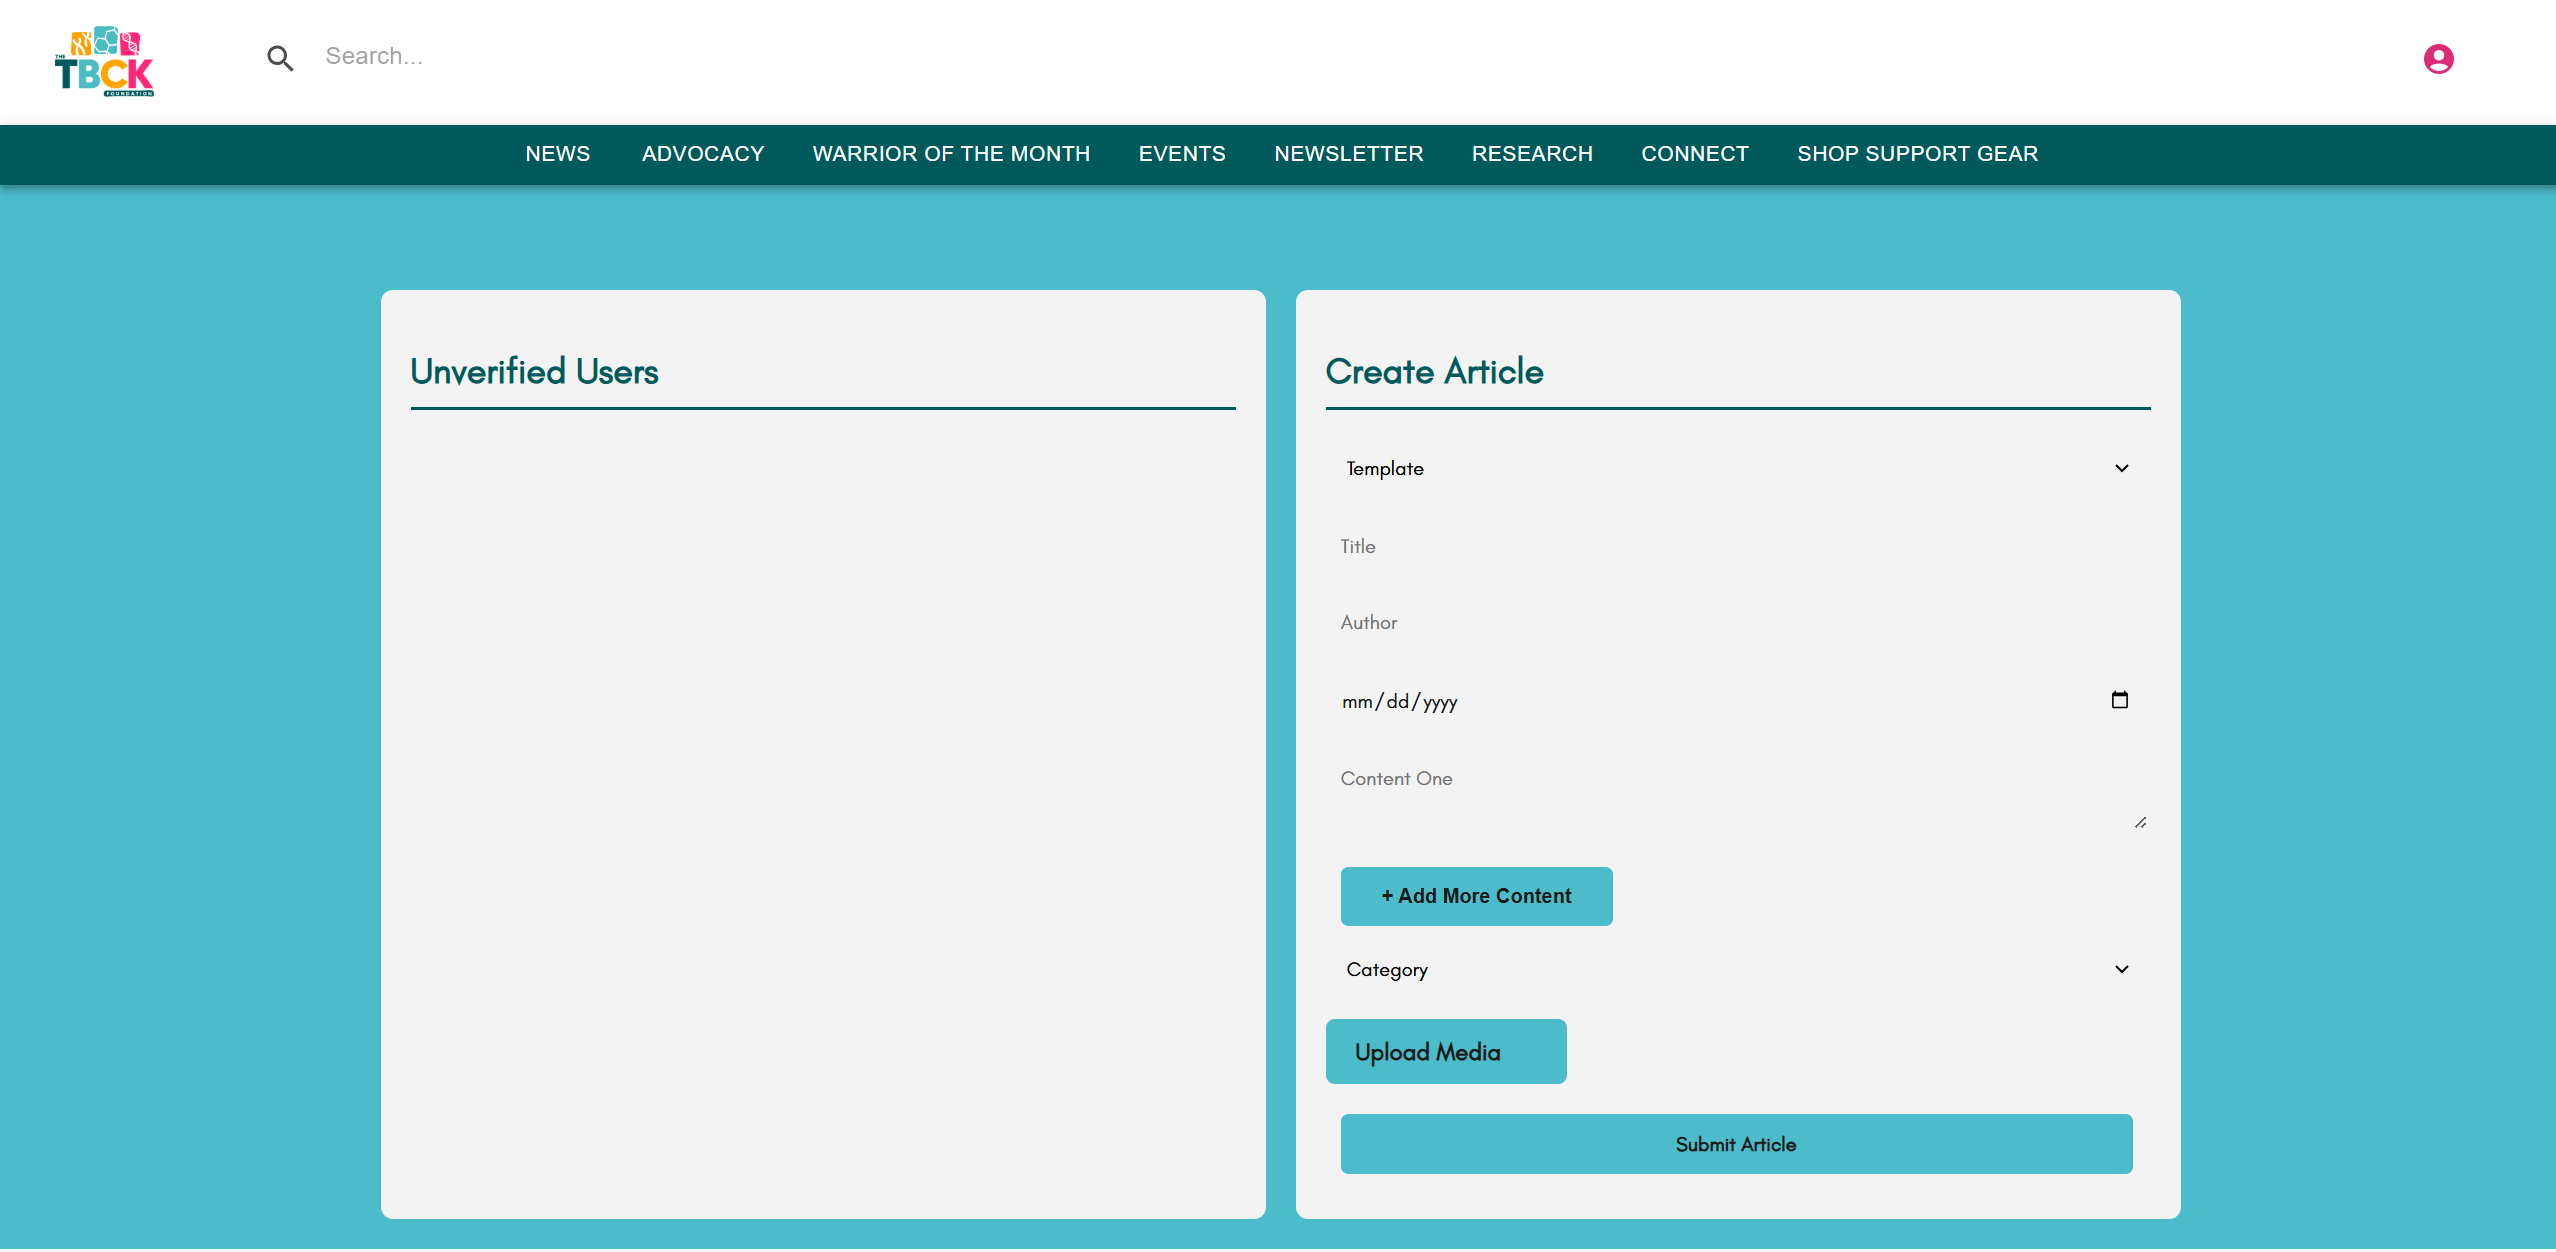 THE
TBCK
FOUNDATION
Search...
NEWS ADVOCACY WARRIOR OF THE MONTH EVENTS NEWSLETTER RESEARCH CONNECT SHOP SUPPORT GEAR
Unverified Users
Create Article
Template
Title
Author
mm/dd/yyyy
Content One
+ Add More Content
Category
Upload Media
Submit Article